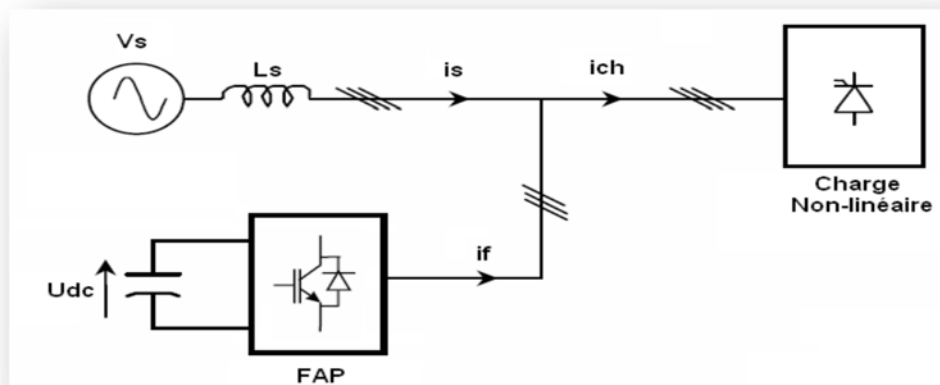 Vs
Ls
is
ich
Charge
Non-linéaire
if
Udc
FAP